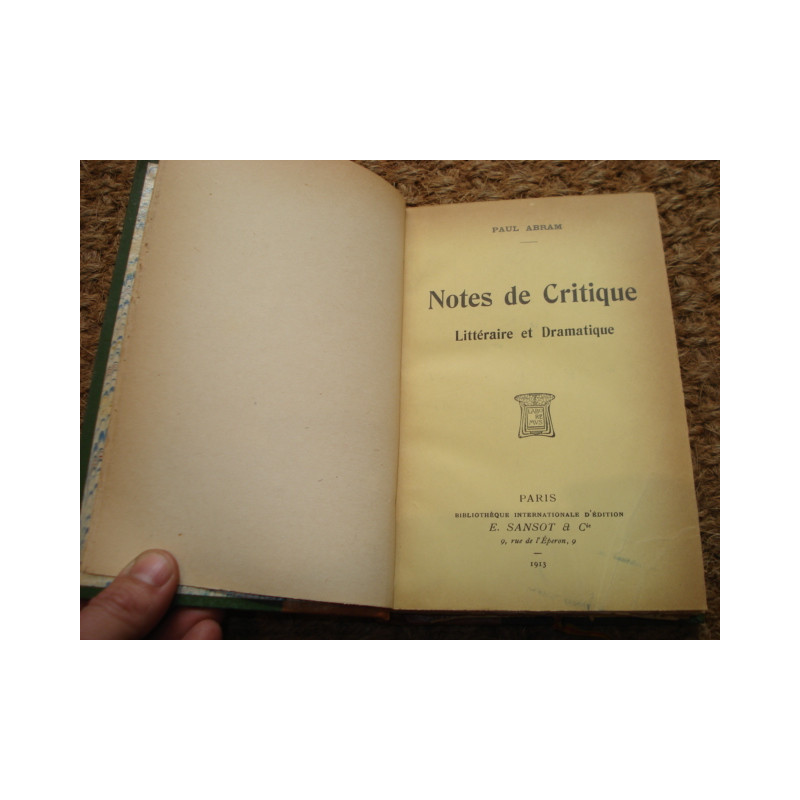 PAUL ABRAM
Notes de Critique
Littéraire et Dramatique
PARIS
BIBLIOTHÈQUE INTERNATIONALE D'ÉDITION
E. SANSOT & Cie
9, rue de l'Éperon, 9
1913